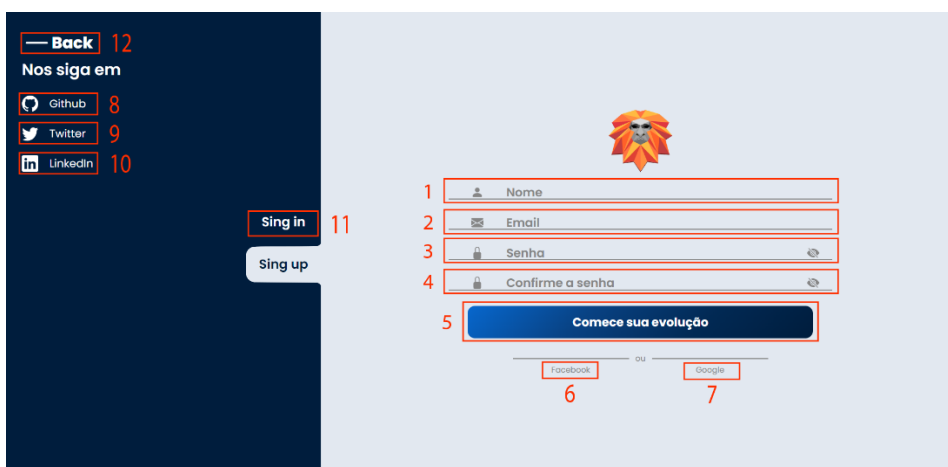 Back 12
Nos siga em
Github 8
Twitter 9
in LinkedIn 10
Sing in 11
Sing up
1 Nome
2 Email
3 Senha
4 Confirme a senha
5 Comece sua evolução
ou
Facebook Google
6 7